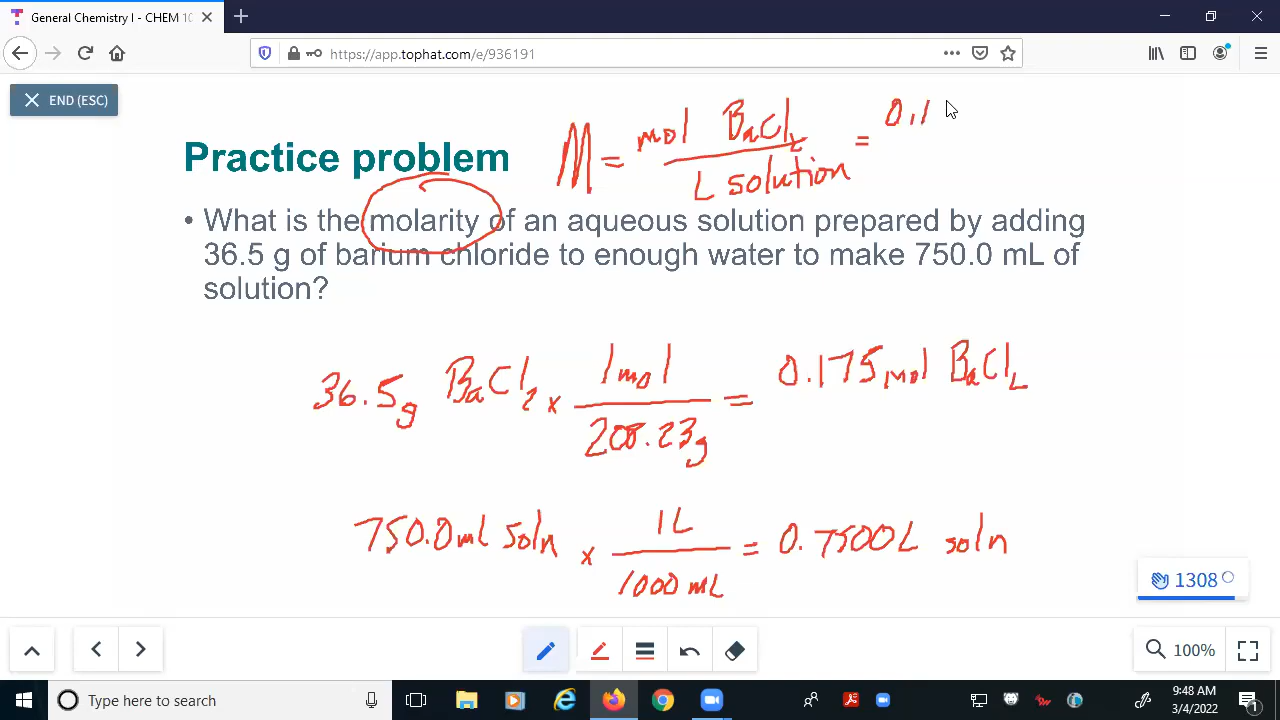 General Chemistry I - CHEM 10
https://app.tophat.com/e/936191
END (ESC)
M = mol BaCl2 / L solution = 0.1
Practice problem
• What is the molarity of an aqueous solution prepared by adding
36.5 g of barium chloride to enough water to make 750.0 mL of
solution?
36.5g BaCl2 x 1mol / 208.23g = 0.175 mol BaCl2
750.0mL soln x 1L / 1000 mL = 0.7500L soln
1308
100%
Type here to search
9:48 AM
3/4/2022
1